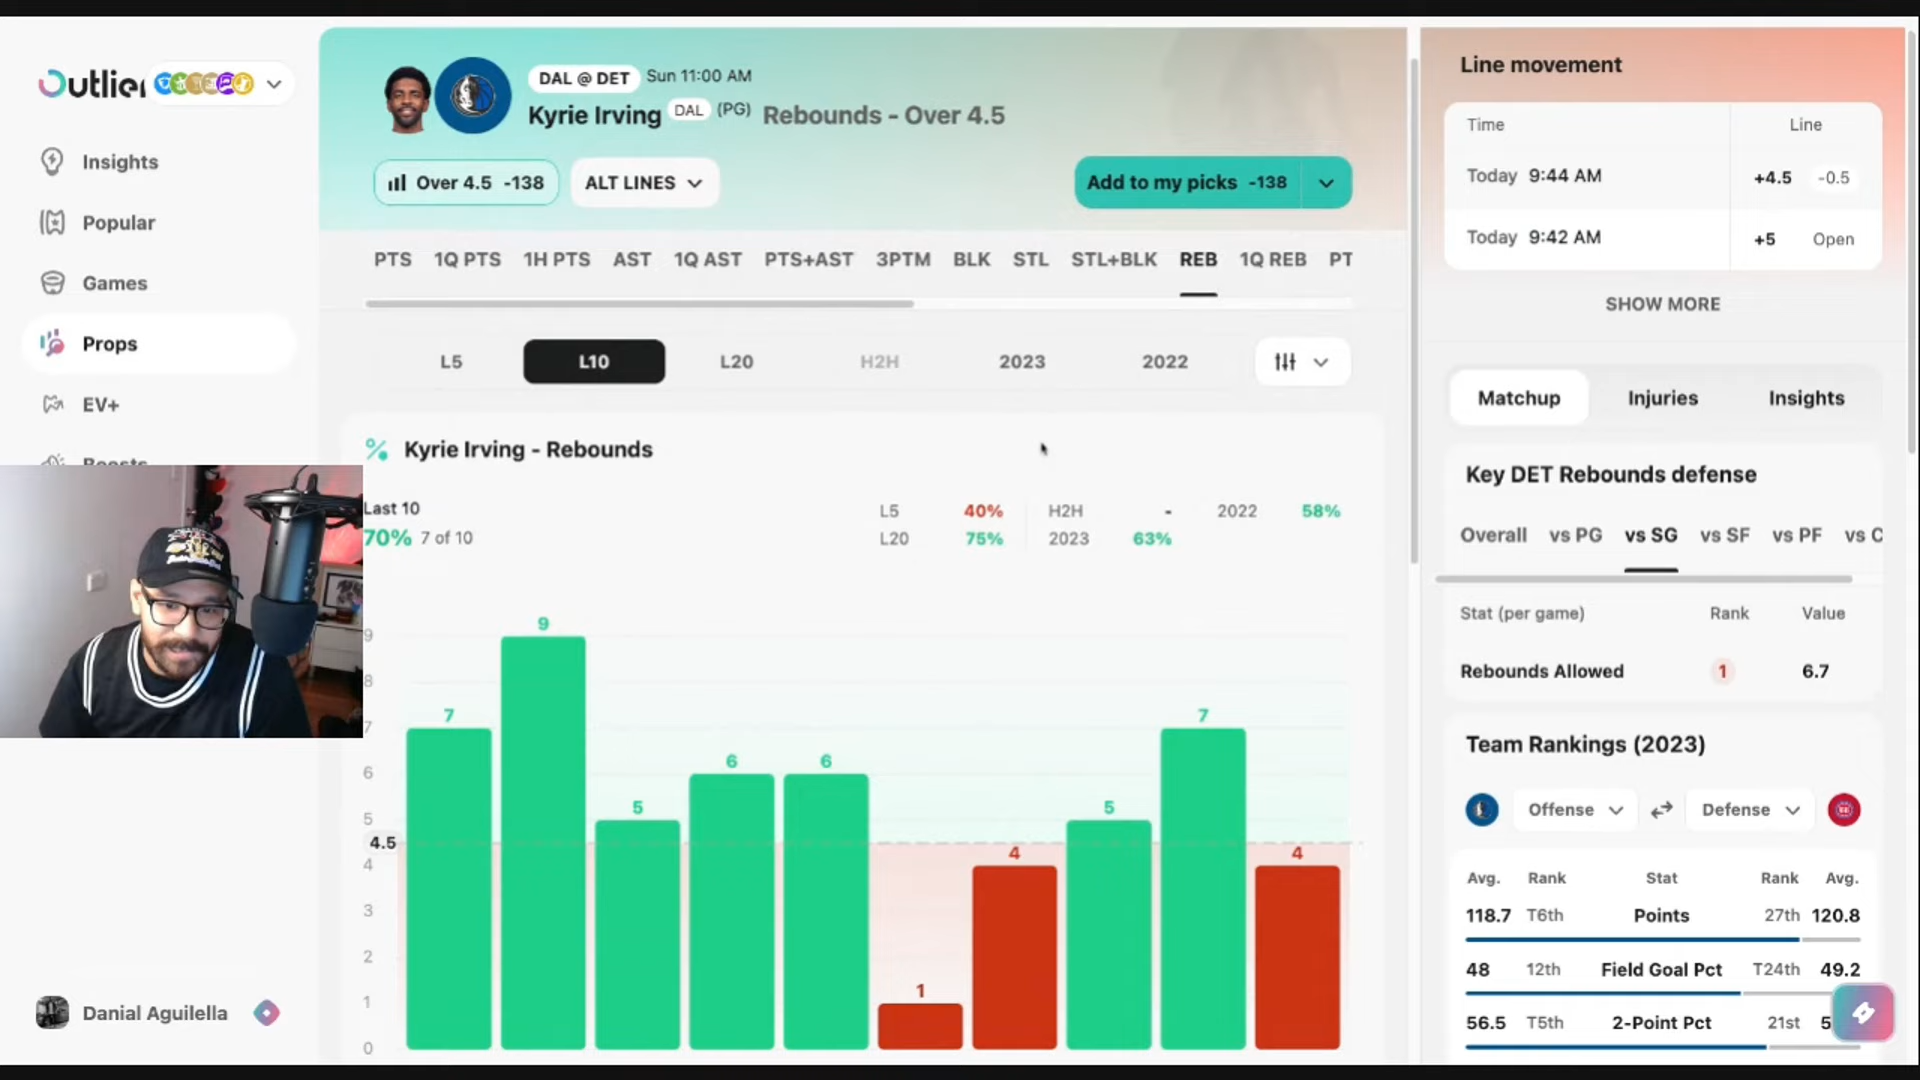 Outlier
Insights
Popular
Games
Props
EV+
Boosts
Danial Aguilella
DAL @ DET Sun 11:00 AM
Kyrie Irving DAL (PG) Rebounds - Over 4.5
Over 4.5 -138 ALT LINES
Add to my picks -138
PTS 1Q PTS 1H PTS AST 1Q AST PTS+AST 3PTM BLK STL STL+BLK REB 1Q REB PT
L5 L10 L20 H2H 2023 2022
Kyrie Irving - Rebounds
Last 10
70% 7 of 10
L5 40% H2H - 2022 58%
L20 75% 2023 63%
9
8
7
6
5
4.5
4
3
2
1
0
7 9 5 6 6 1 4 5 7 4
Line movement
Time Line
Today 9:44 AM +4.5 -0.5
Today 9:42 AM +5 Open
SHOW MORE
Matchup Injuries Insights
Key DET Rebounds defense
Overall vs PG vs SG vs SF vs PF vs C
Stat (per game) Rank Value
Rebounds Allowed 1 6.7
Team Rankings (2023)
Offense Defense
Avg. Rank Stat Rank Avg.
118.7 T6th Points 27th 120.8
48 12th Field Goal Pct T24th 49.2
56.5 T5th 2-Point Pct 21st 5